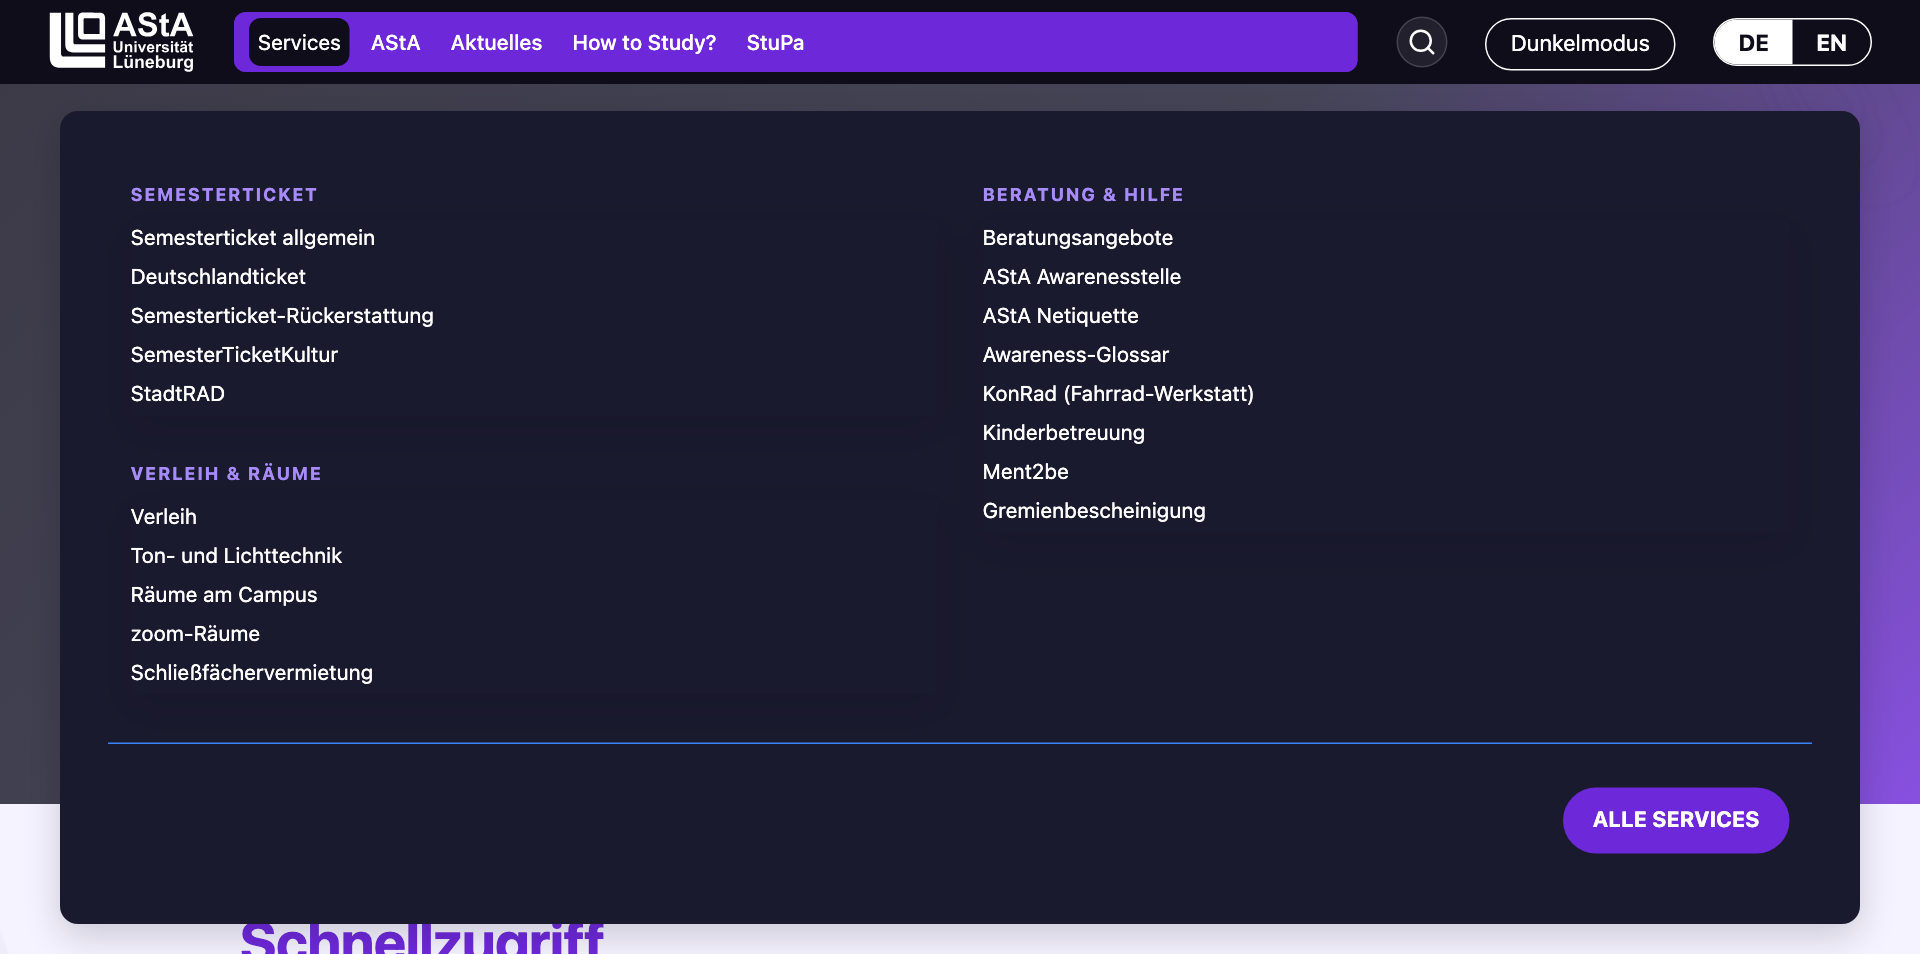 AStA
Universität
Lüneburg
Services
AStA
Aktuelles
How to Study?
StuPa
Dunkelmodus
DE
EN
SEMESTERTICKET
Semesterticket allgemein
Deutschlandticket
Semesterticket-Rückerstattung
SemesterTicketKultur
StadtRAD
VERLEIH & RÄUME
Verleih
Ton- und Lichttechnik
Räume am Campus
zoom-Räume
Schließfächervermietung
BERATUNG & HILFE
Beratungsangebote
AStA Awarenesstelle
AStA Netiquette
Awareness-Glossar
KonRad (Fahrrad-Werkstatt)
Kinderbetreuung
Ment2be
Gremienbescheinigung
ALLE SERVICES
Schnellzugriff